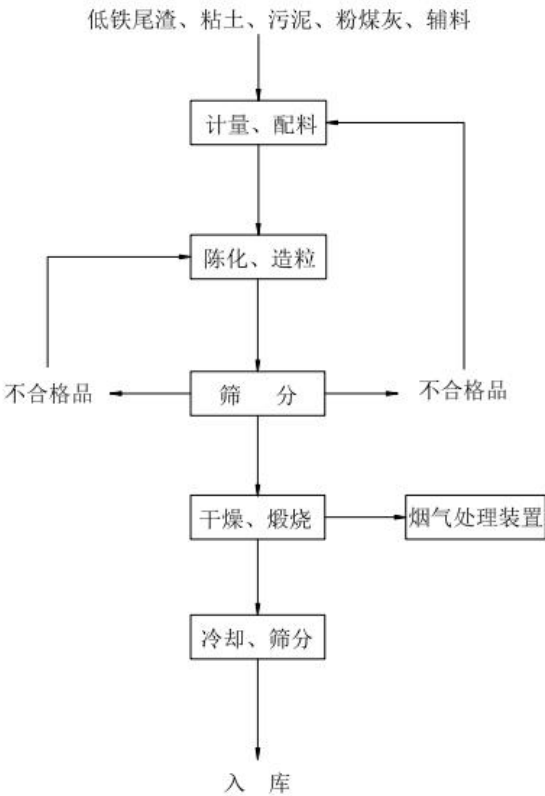 低铁尾渣、粘土、污泥、粉煤灰、辅料
计量、配料
陈化、造粒
不合格品
筛 分
不合格品
干燥、煅烧
烟气处理装置
冷却、筛分
入 库